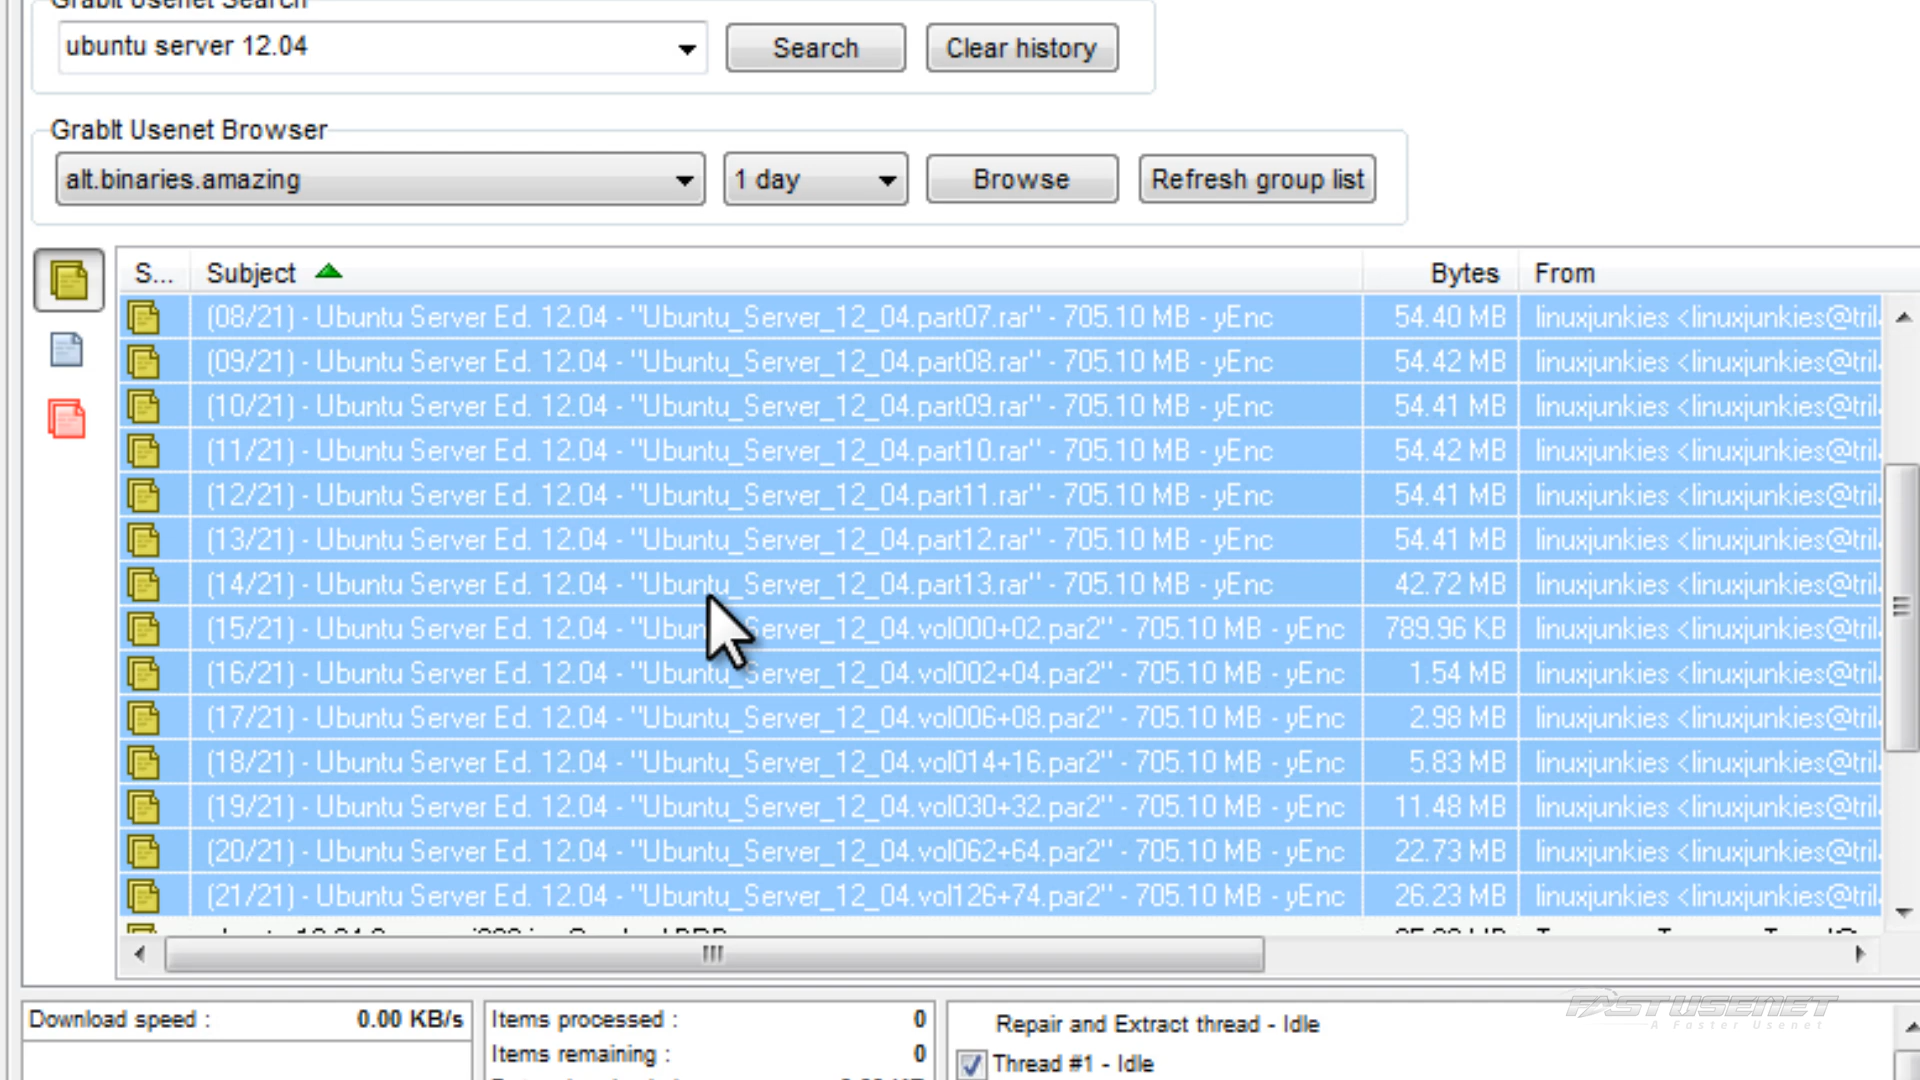 GrabIt Usenet Search
ubuntu server 12.04 Search Clear history
GrabIt Usenet Browser
alt.binaries.amazing 1 day Browse Refresh group list
S... Subject Bytes From
(08/21) - Ubuntu Server Ed. 12.04 - "Ubuntu_Server_12_04.part07.rar" - 705.10 MB - yEnc 54.40 MB linuxjunkies <linuxjunkies@tril
(09/21) - Ubuntu Server Ed. 12.04 - "Ubuntu_Server_12_04.part08.rar" - 705.10 MB - yEnc 54.42 MB linuxjunkies <linuxjunkies@tril
(10/21) - Ubuntu Server Ed. 12.04 - "Ubuntu_Server_12_04.part09.rar" - 705.10 MB - yEnc 54.41 MB linuxjunkies <linuxjunkies@tril
(11/21) - Ubuntu Server Ed. 12.04 - "Ubuntu_Server_12_04.part10.rar" - 705.10 MB - yEnc 54.42 MB linuxjunkies <linuxjunkies@tril
(12/21) - Ubuntu Server Ed. 12.04 - "Ubuntu_Server_12_04.part11.rar" - 705.10 MB - yEnc 54.41 MB linuxjunkies <linuxjunkies@tril
(13/21) - Ubuntu Server Ed. 12.04 - "Ubuntu_Server_12_04.part12.rar" - 705.10 MB - yEnc 54.41 MB linuxjunkies <linuxjunkies@tril
(14/21) - Ubuntu Server Ed. 12.04 - "Ubuntu_Server_12_04.part13.rar" - 705.10 MB - yEnc 42.72 MB linuxjunkies <linuxjunkies@tril
(15/21) - Ubuntu Server Ed. 12.04 - "Ubuntu_Server_12_04.vol000+02.par2" - 705.10 MB - yEnc 789.96 KB linuxjunkies <linuxjunkies@tril
(16/21) - Ubuntu Server Ed. 12.04 - "Ubuntu_Server_12_04.vol002+04.par2" - 705.10 MB - yEnc 1.54 MB linuxjunkies <linuxjunkies@tril
(17/21) - Ubuntu Server Ed. 12.04 - "Ubuntu_Server_12_04.vol006+08.par2" - 705.10 MB - yEnc 2.98 MB linuxjunkies <linuxjunkies@tril
(18/21) - Ubuntu Server Ed. 12.04 - "Ubuntu_Server_12_04.vol014+16.par2" - 705.10 MB - yEnc 5.83 MB linuxjunkies <linuxjunkies@tril
(19/21) - Ubuntu Server Ed. 12.04 - "Ubuntu_Server_12_04.vol030+32.par2" - 705.10 MB - yEnc 11.48 MB linuxjunkies <linuxjunkies@tril
(20/21) - Ubuntu Server Ed. 12.04 - "Ubuntu_Server_12_04.vol062+64.par2" - 705.10 MB - yEnc 22.73 MB linuxjunkies <linuxjunkies@tril
(21/21) - Ubuntu Server Ed. 12.04 - "Ubuntu_Server_12_04.vol126+74.par2" - 705.10 MB - yEnc 26.23 MB linuxjunkies <linuxjunkies@tril
Download speed : 0.00 KB/s
Items processed : 0
Items remaining : 0
Repair and Extract thread - Idle
Thread #1 - Idle
FASTUSENET
A Faster Usenet